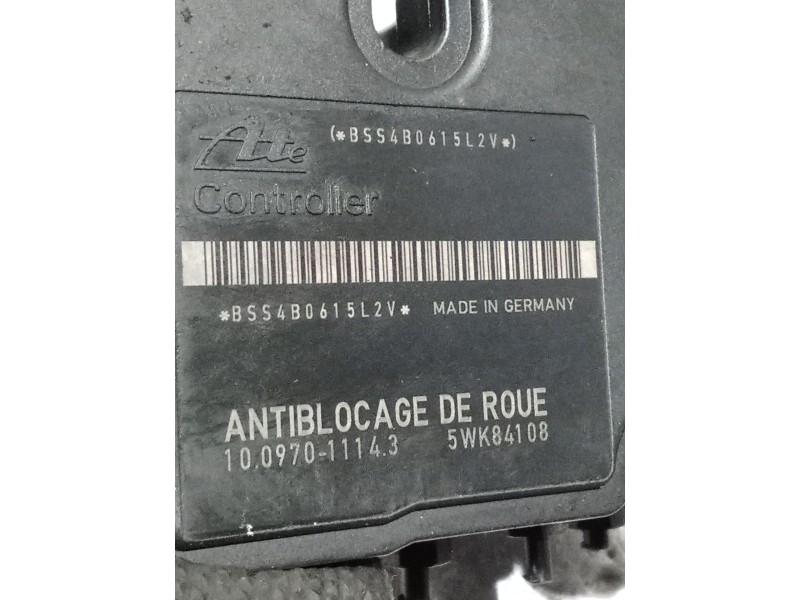 (*BSS4B0615L2V*)
Ate
Controller
*BSS4B0615L2V* MADE IN GERMANY
ANTIBLOCAGE DE ROUE
10.0970-1114.3 5WK84108